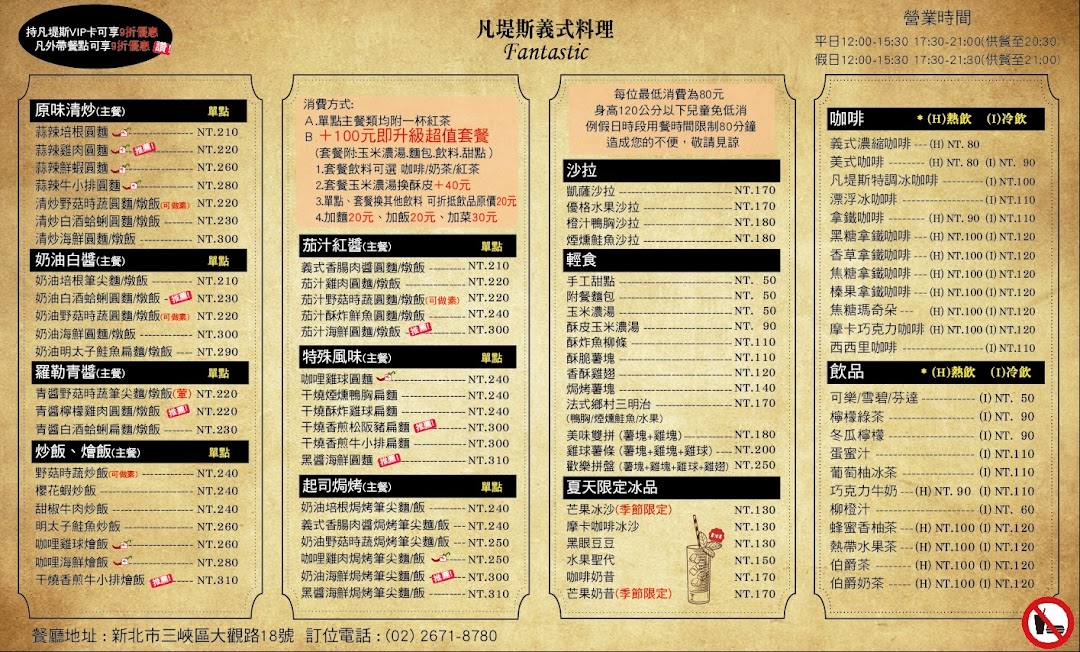 持凡堤斯VIP卡可享9折優惠
凡外帶餐點可享9折優惠 讚!
凡堤斯義式料理
Fantastic
營業時間
平日12:00-15:30 17:30-21:00(供餐至20:30)
假日12:00-15:30 17:30-21:30(供餐至21:00)
原味清炒(主餐) 單點
蒜辣培根圓麵 NT.210
蒜辣雞肉圓麵 推薦! NT.220
蒜辣鮮蝦圓麵 NT.260
蒜辣牛小排圓麵 NT.280
清炒野菇時蔬圓麵/燉飯(可做素) NT.220
清炒白酒蛤蜊圓麵/燉飯 NT.230
清炒海鮮圓麵/燉飯 NT.300
奶油白醬(主餐) 單點
奶油培根筆尖麵/燉飯 NT.210
奶油白酒蛤蜊圓麵/燉飯 推薦! NT.230
奶油野菇時蔬圓麵/燉飯(可做素) NT.220
奶油海鮮圓麵/燉飯 NT.300
奶油明太子鮭魚扁麵/燉飯 NT.290
羅勒青醬(主餐) 單點
青醬野菇時蔬筆尖麵/燉飯(葷) NT.220
青醬檸檬雞肉圓麵/燉飯 推薦! NT.220
青醬白酒蛤蜊扁麵/燉飯 NT.230
炒飯、燴飯(主餐) 單點
野菇時蔬炒飯(可做素) NT.240
櫻花蝦炒飯 NT.240
甜椒牛肉炒飯 NT.240
明太子鮭魚炒飯 NT.260
咖哩雞球燴飯 NT.260
咖哩海鮮燴飯 NT.280
干燒香煎牛小排燴飯 推薦! NT.310
消費方式:
A.單點主餐類均附一杯紅茶
B.＋100元即升級超值套餐
(套餐附:玉米濃湯.麵包.飲料.甜點)
1.套餐飲料可選 咖啡/奶茶/紅茶
2.套餐玉米濃湯換酥皮＋40元
3.單點、套餐換其他飲料 可折抵飲品原價20元
4.加麵20元、加飯20元、加菜30元
茄汁紅醬(主餐) 單點
義式香腸肉醬圓麵/燉飯 NT.210
茄汁雞肉圓麵/燉飯 NT.220
茄汁野菇時蔬圓麵/燉飯(可做素) NT.220
茄汁酥炸鮮魚圓麵/燉飯 NT.240
茄汁海鮮圓麵/燉飯 推薦! NT.300
特殊風味(主餐) 單點
咖哩雞球圓麵 NT.240
干燒煙燻鴨胸扁麵 NT.240
干燒酥炸雞球扁麵 NT.240
干燒香煎松阪豬扁麵 推薦! NT.300
干燒香煎牛小排扁麵 NT.300
黑醬海鮮圓麵 推薦! NT.310
起司焗烤(主餐) 單點
奶油培根焗烤筆尖麵/飯 NT.240
義式香腸肉醬焗烤筆尖麵/飯 NT.240
奶油野菇時蔬焗烤筆尖麵/飯 NT.250
咖哩雞肉焗烤筆尖麵/飯 NT.250
奶油海鮮焗烤筆尖麵/飯 推薦! NT.300
黑醬海鮮焗烤筆尖麵/飯 NT.310
每位最低消費為80元
身高120公分以下兒童免低消
例假日時段用餐時間限制80分鐘
造成您的不便，敬請見諒
沙拉
凱薩沙拉 NT.170
優格水果沙拉 NT.170
橙汁鴨胸沙拉 NT.180
煙燻鮭魚沙拉 NT.180
輕食
手工甜點 NT. 50
附餐麵包 NT. 50
玉米濃湯 NT. 50
酥皮玉米濃湯 NT. 90
酥炸魚柳條 NT.110
酥脆薯塊 NT.110
香酥雞翅 NT.120
焗烤薯塊 NT.140
法式鄉村三明治 NT.170
(鴨胸/煙燻鮭魚/水果)
美味雙拼 (薯塊+雞塊) NT.180
雞球薯條 (薯塊+雞塊+雞球) NT.200
歡樂拼盤 (薯塊+雞塊+雞球+雞翅) NT.250
夏天限定冰品
芒果冰沙(季節限定) NT.130
摩卡咖啡冰沙 NT.130
黑眼豆豆 NT.130
水果聖代 NT.150
咖啡奶昔 NT.170
芒果奶昔(季節限定) NT.170
咖啡 *(H)熱飲 (I)冷飲
義式濃縮咖啡 (H) NT. 80
美式咖啡 (H) NT. 80 (I) NT. 90
凡堤斯特調冰咖啡 (I) NT.100
漂浮冰咖啡 (I) NT.110
拿鐵咖啡 (H) NT. 90 (I) NT.110
黑糖拿鐵咖啡 (H) NT.100 (I) NT.120
香草拿鐵咖啡 (H) NT.100 (I) NT.120
焦糖拿鐵咖啡 (H) NT.100 (I) NT.120
榛果拿鐵咖啡 (H) NT.100 (I) NT.120
焦糖瑪奇朵 (H) NT.100 (I) NT.120
摩卡巧克力咖啡 (H) NT.100 (I) NT.120
西西里咖啡 (I) NT.110
飲品 *(H)熱飲 (I)冷飲
可樂/雪碧/芬達 (I) NT. 50
檸檬綠茶 (I) NT. 90
冬瓜檸檬 (I) NT. 90
蛋蜜汁 (I) NT.110
葡萄柚冰茶 (I) NT.110
巧克力牛奶 (H) NT. 90 (I) NT.110
柳橙汁 (I) NT. 60
蜂蜜香柚茶 (H) NT.100 (I) NT.120
熱帶水果茶 (H) NT.100 (I) NT.120
伯爵茶 (H) NT.100 (I) NT.120
伯爵奶茶 (H) NT.100 (I) NT.120
餐廳地址：新北市三峽區大觀路18號 訂位電話：(02) 2671-8780